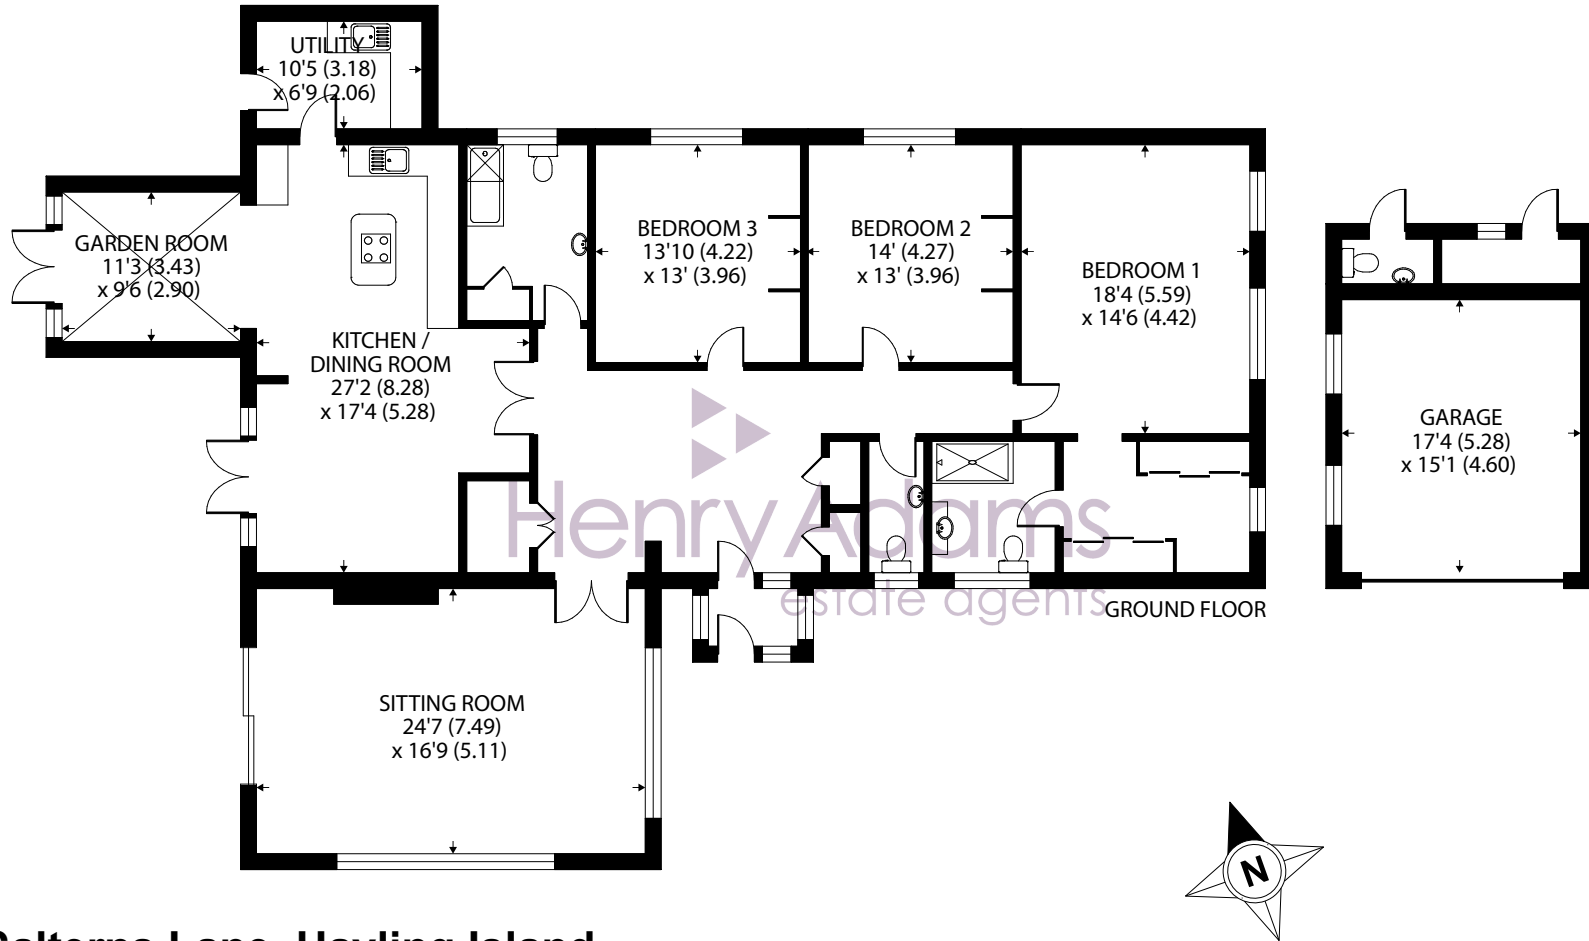 UTILITY
10'5 (3.18)
x 6'9 (2.06)
GARDEN ROOM
11'3 (3.43)
x 9'6 (2.90)
KITCHEN /
DINING ROOM
27'2 (8.28)
x 17'4 (5.28)
BEDROOM 3
13'10 (4.22)
x 13' (3.96)
BEDROOM 2
14' (4.27)
x 13' (3.96)
BEDROOM 1
18'4 (5.59)
x 14'6 (4.42)
GARAGE
17'4 (5.28)
x 15'1 (4.60)
Henry Adams
estate agents
GROUND FLOOR
SITTING ROOM
24'7 (7.49)
x 16'9 (5.11)
N
Lane, Hayling Island